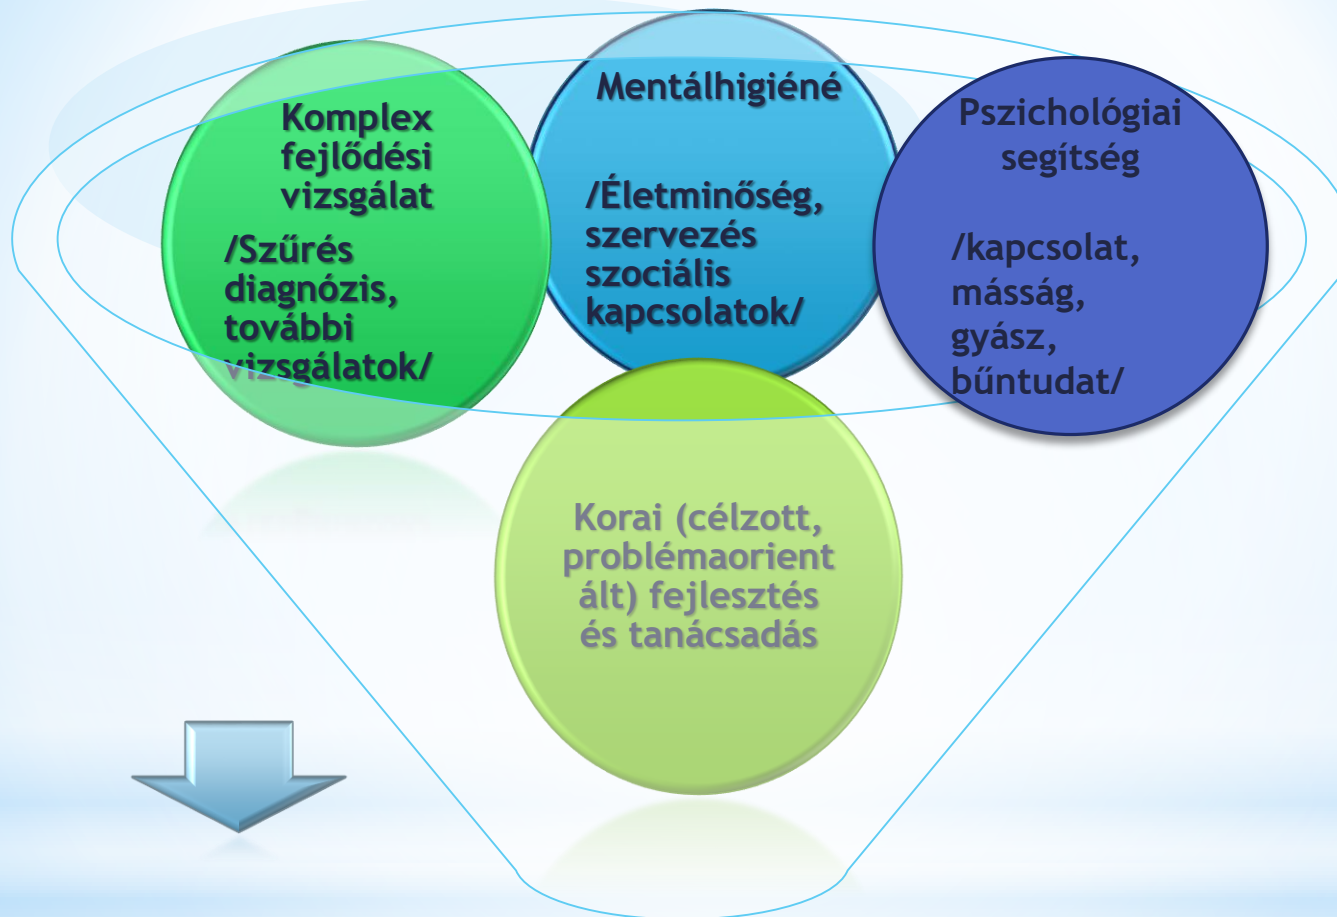 Komplex
fejlődési
vizsgálat
/Szűrés
diagnózis,
további
vizsgálatok/
Mentálhigiéné
/Életminőség,
szervezés
szociális
kapcsolatok/
Pszichológiai
segítség
/kapcsolat,
másság,
gyász,
bűntudat/
Korai (célzott,
problémaorient
ált) fejlesztés
és tanácsadás